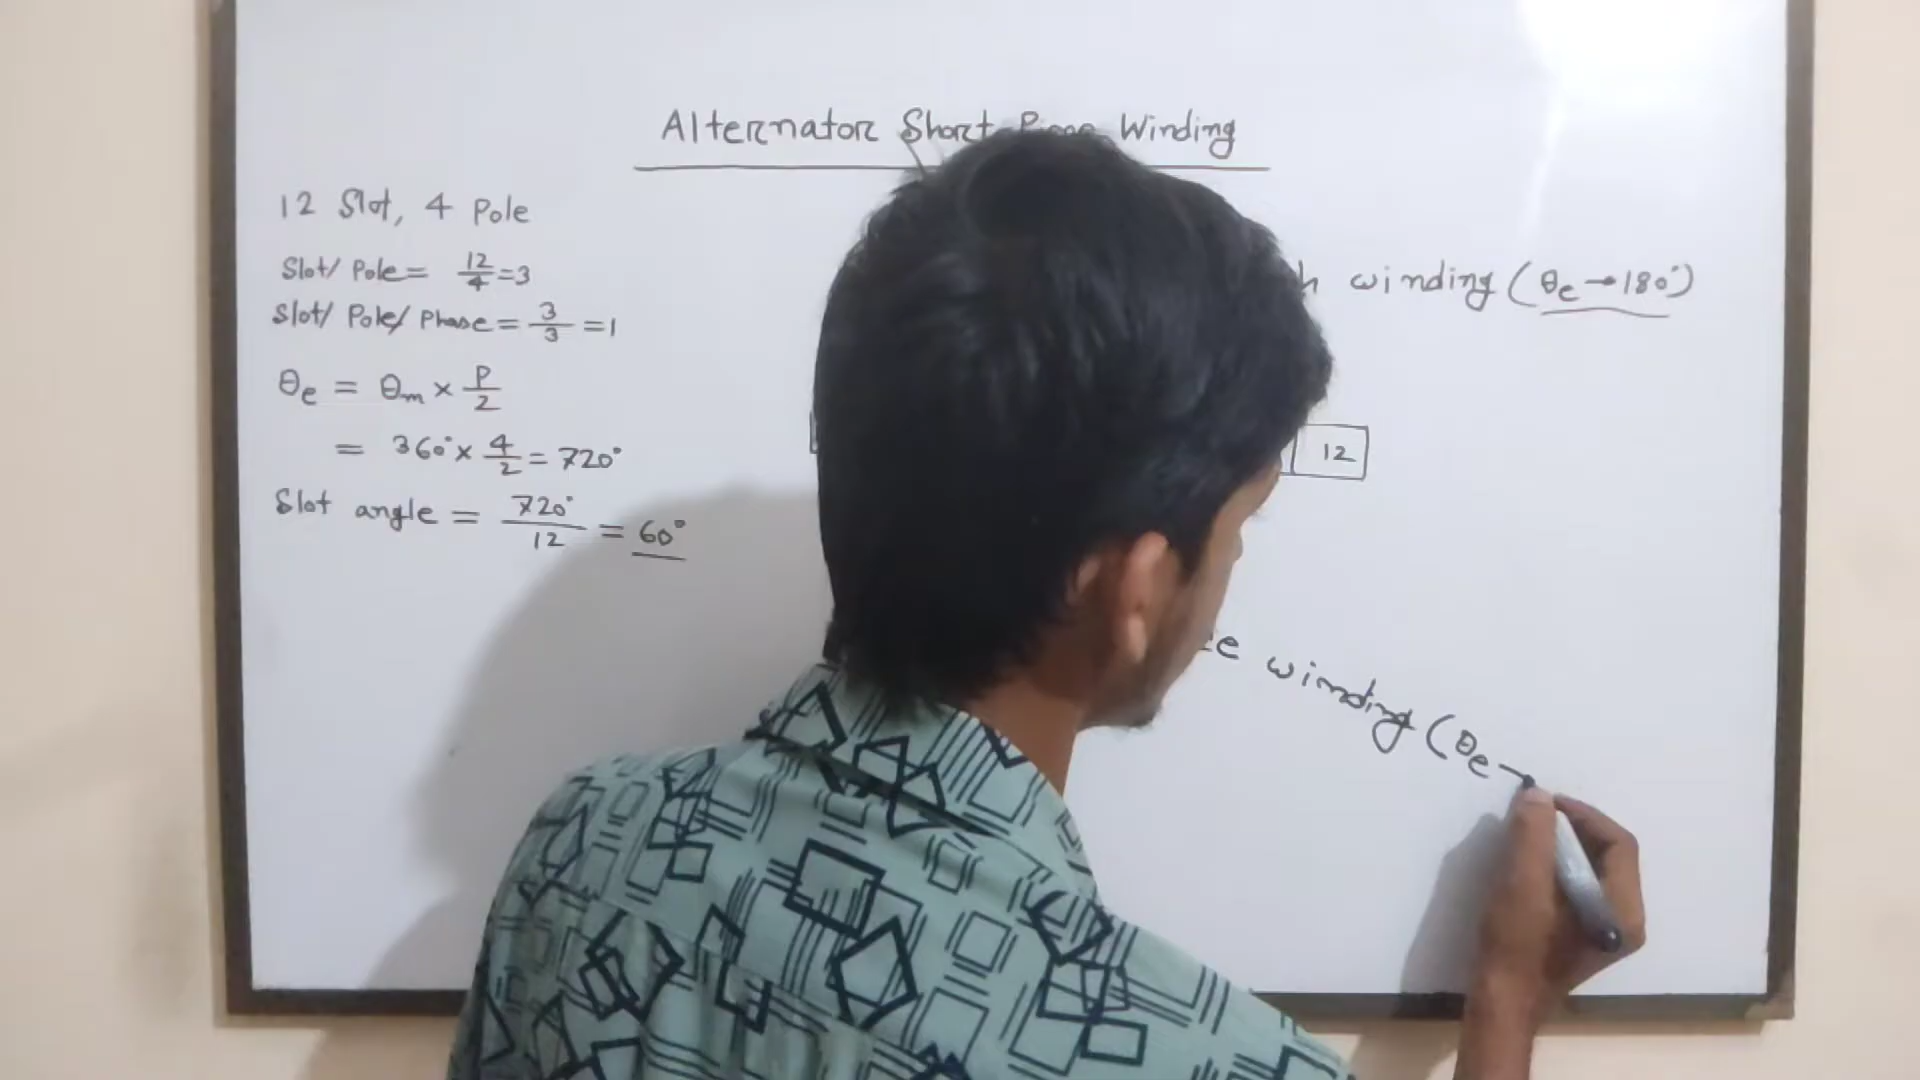 Alternator Short Winding
12 Slot, 4 Pole
Slot/ Pole = 12/4 = 3
Slot/ Pole/ Phase = 3/3 = 1
θe = θm × P/2
= 360° × 4/2 = 720°
Slot angle = 720°/12 = 60°
winding (θe → 180°)
12
winding (θe →